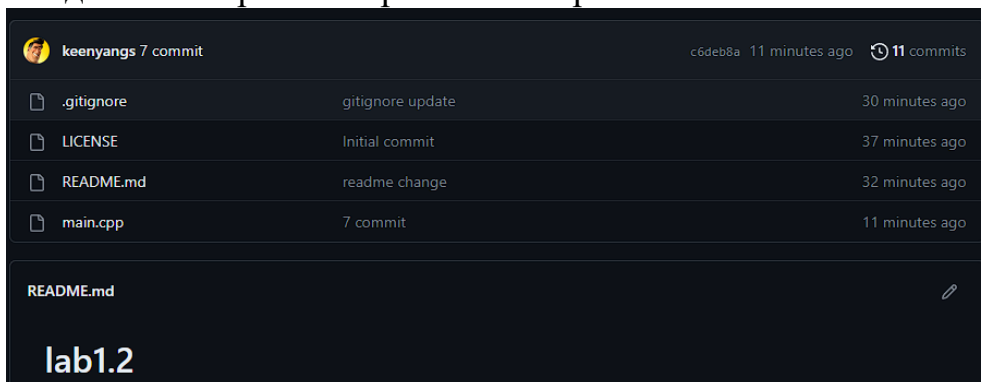 keenyangs 7 commit c6deb8a 11 minutes ago 11 commits
.gitignore gitignore update 30 minutes ago
LICENSE Initial commit 37 minutes ago
README.md readme change 32 minutes ago
main.cpp 7 commit 11 minutes ago
README.md
lab1.2